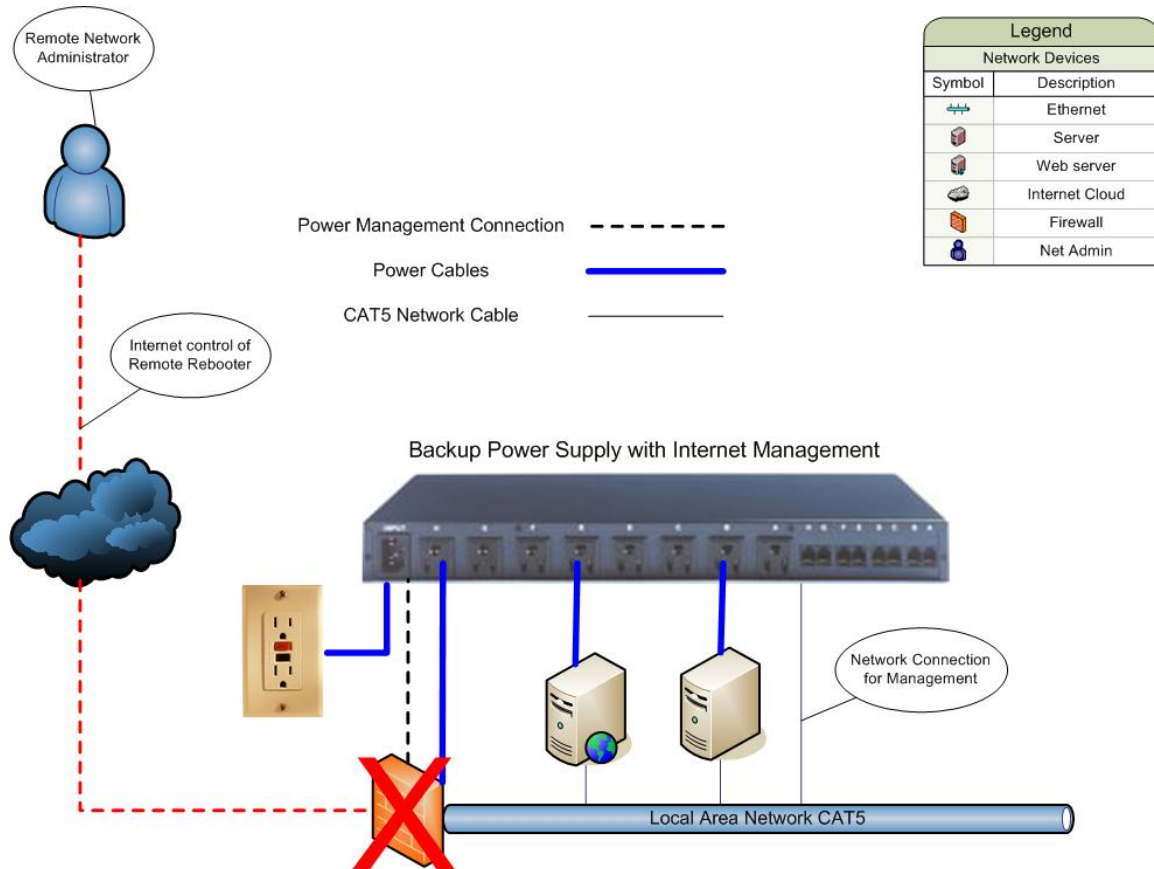 Remote Network
Administrator
Legend
Network Devices
Symbol Description
Ethernet
Server
Web server
Internet Cloud
Firewall
Net Admin
Power Management Connection
Power Cables
CAT5 Network Cable
Internet control of
Remote Rebooter
Backup Power Supply with Internet Management
INPUT
Network Connection
for Management
Local Area Network CAT5